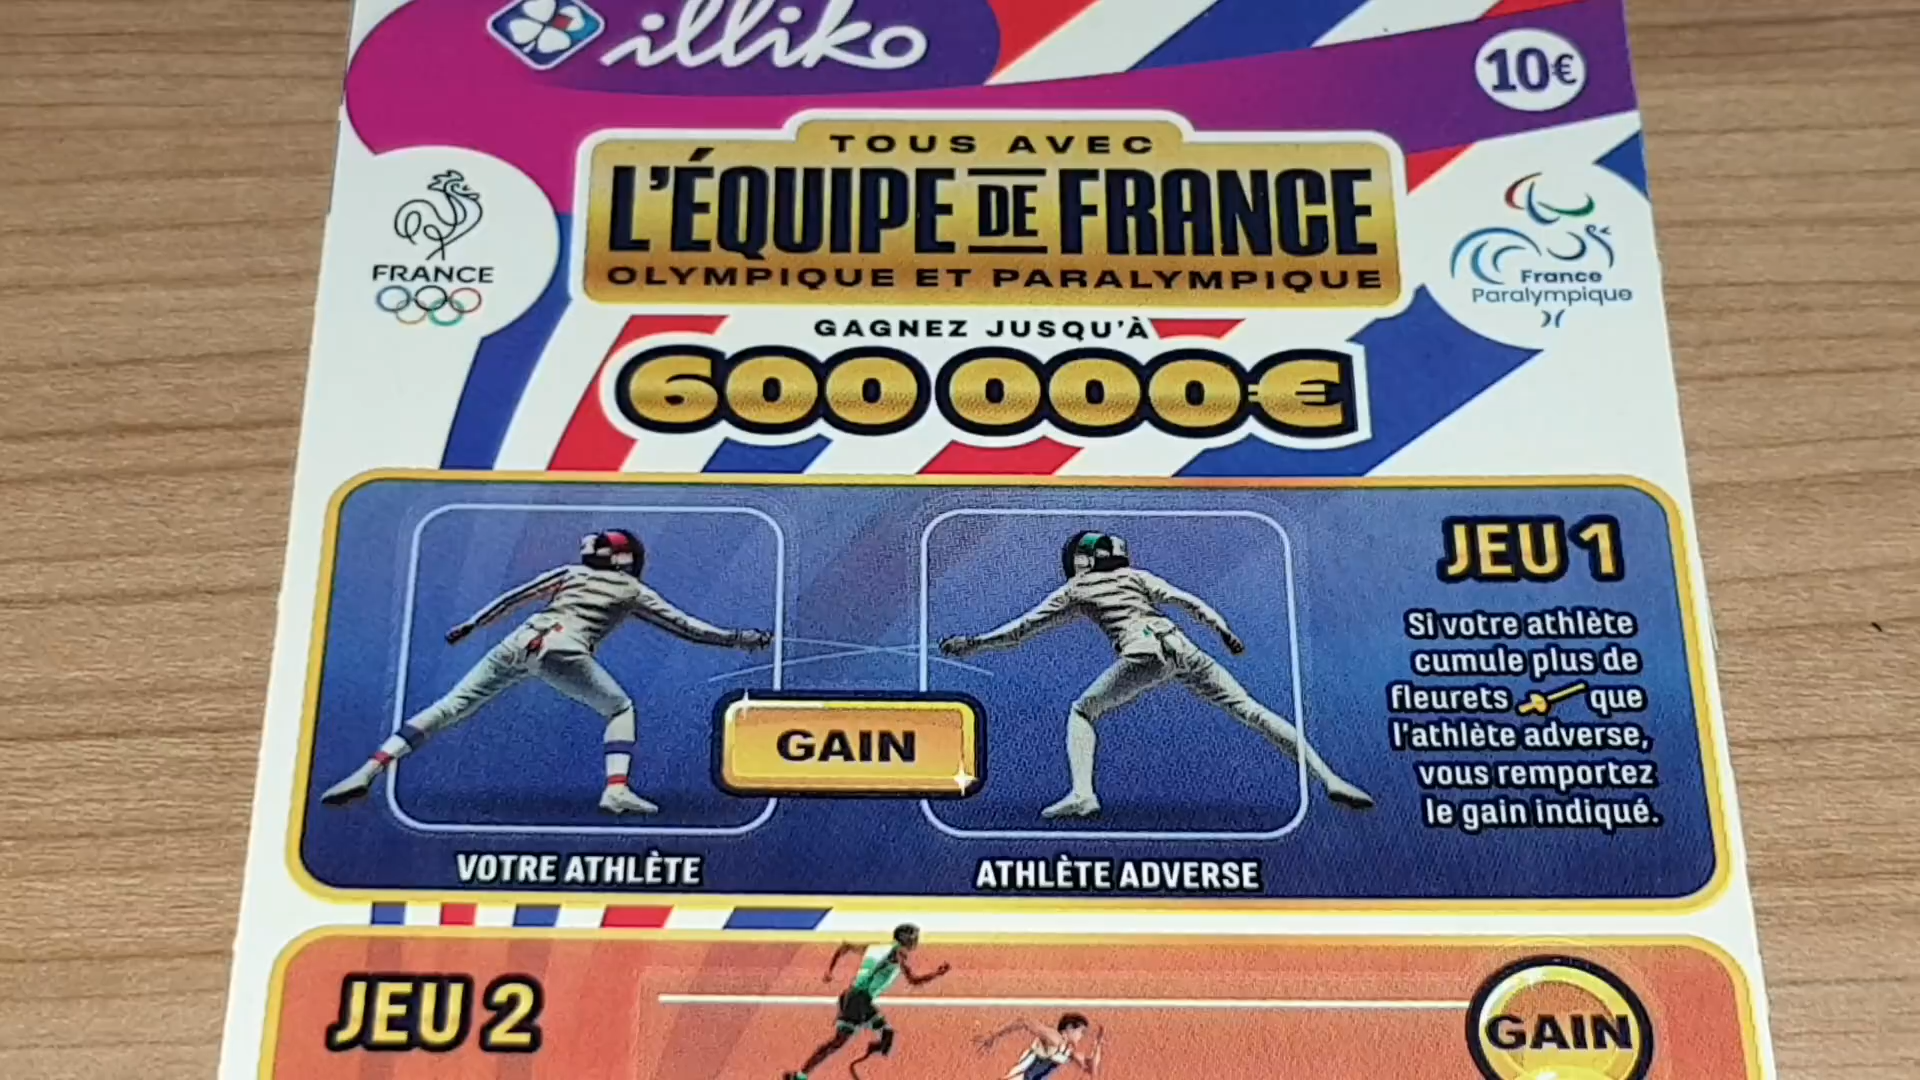 illiko
10€
TOUS AVEC
L'ÉQUIPE DE FRANCE
OLYMPIQUE ET PARALYMPIQUE
FRANCE
France
Paralympique
GAGNEZ JUSQU'À
600 000€
JEU 1
Si votre athlète
cumule plus de
fleurets que
l'athlète adverse,
vous remportez
le gain indiqué.
GAIN
VOTRE ATHLÈTE
ATHLÈTE ADVERSE
JEU 2
GAIN